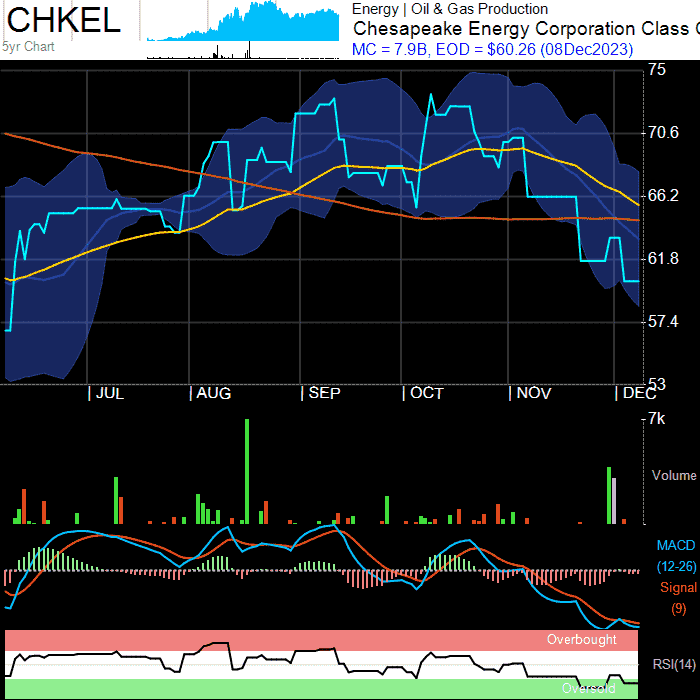 CHKEL
5yr Chart
Energy | Oil & Gas Production
Chesapeake Energy Corporation Class C
MC = 7.9B, EOD = $60.26 (08Dec2023)
75
70.6
66.2
61.8
57.4
53
| JUL | AUG | SEP | OCT | NOV | DEC
7k
Volume
MACD
(12-26)
Signal
(9)
Overbought
RSI(14)
Oversold